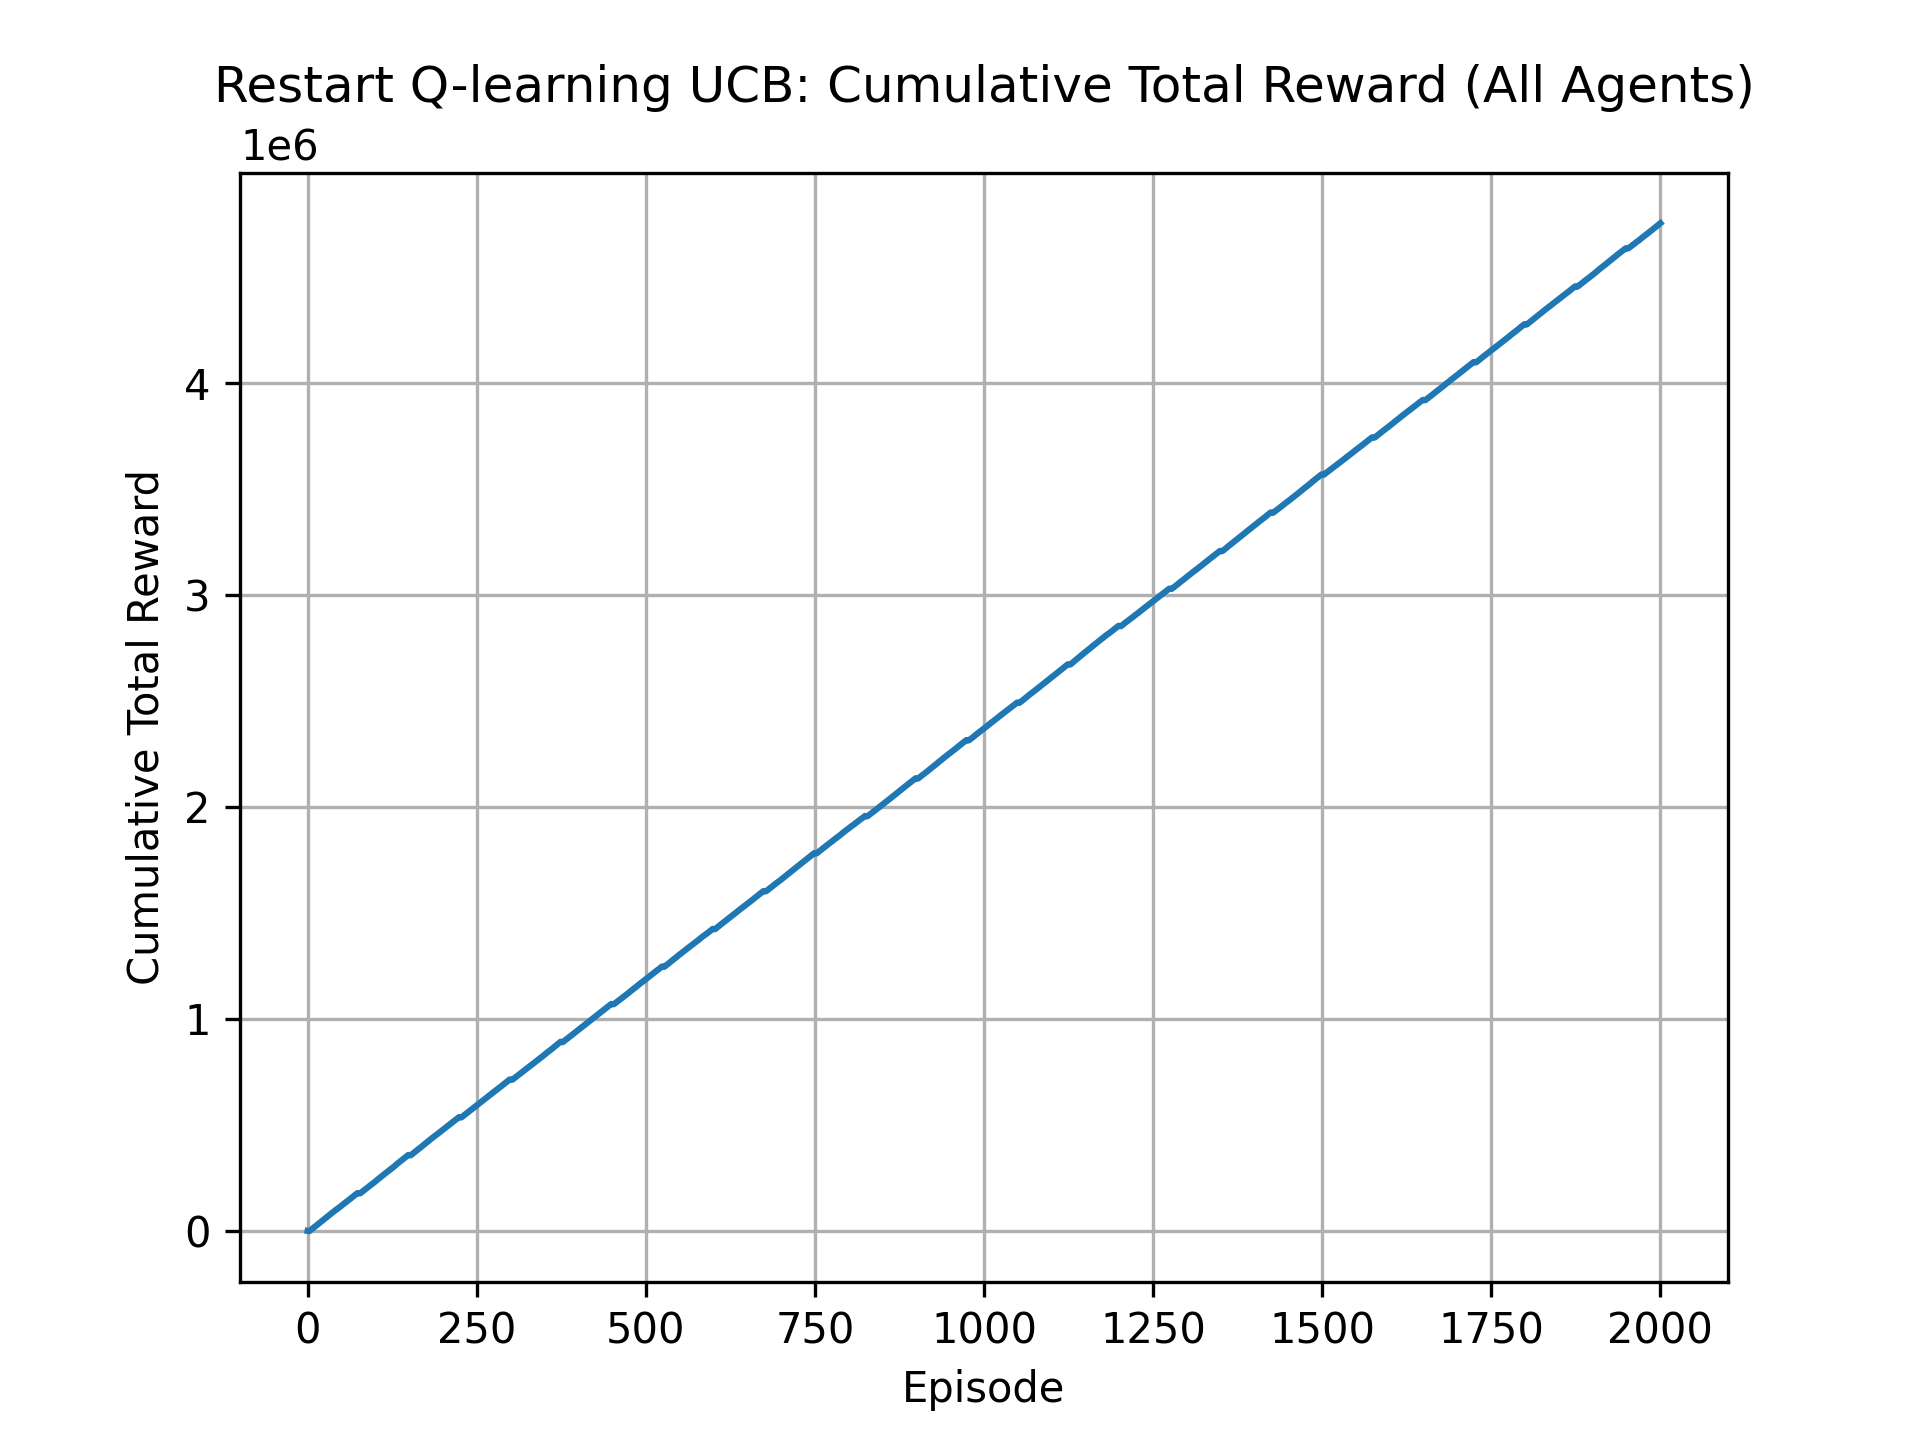 Restart Q-learning UCB: Cumulative Total Reward (All Agents)
1e6
4
3
2
1
0
Cumulative Total Reward
0 250 500 750 1000 1250 1500 1750 2000
Episode